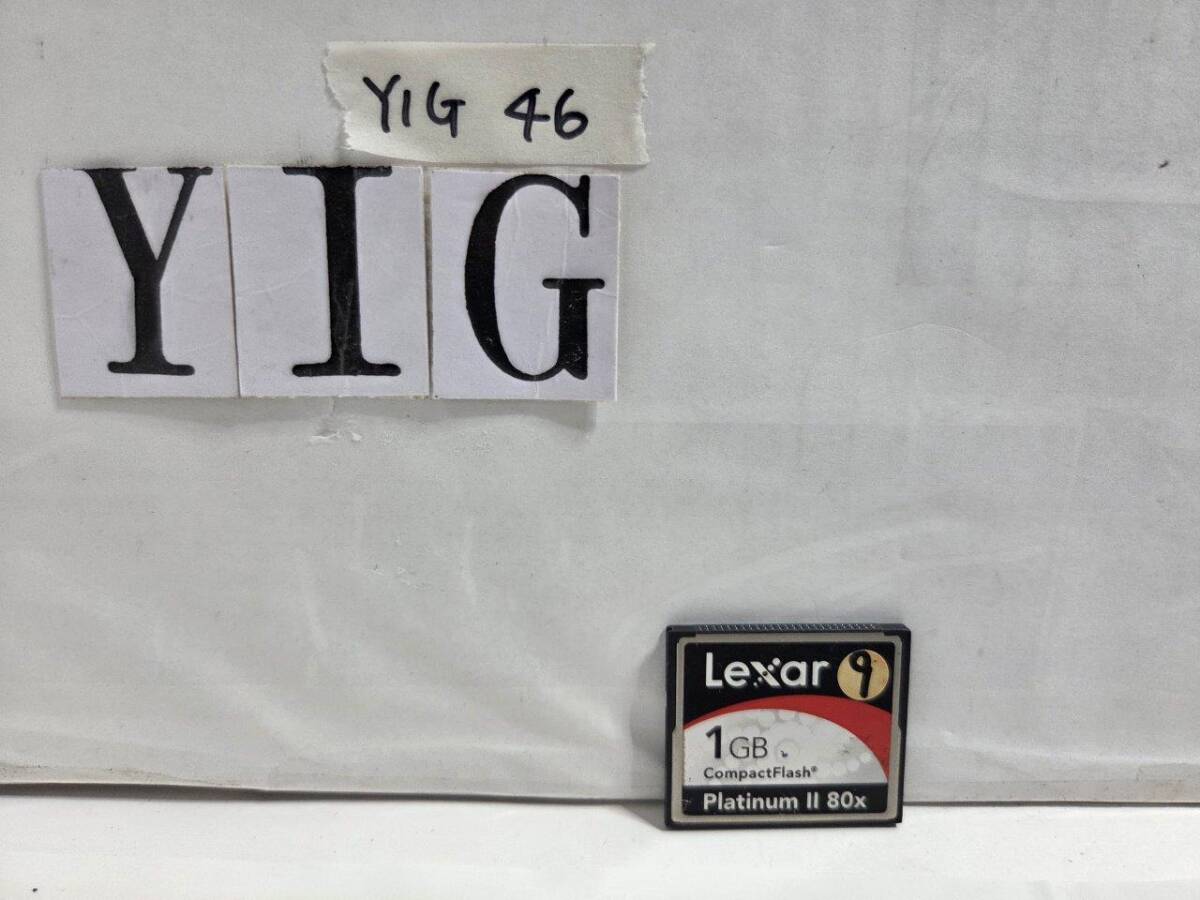 YIG 46
YIG
Lexar 9
1GB
CompactFlash®
Platinum II 80x